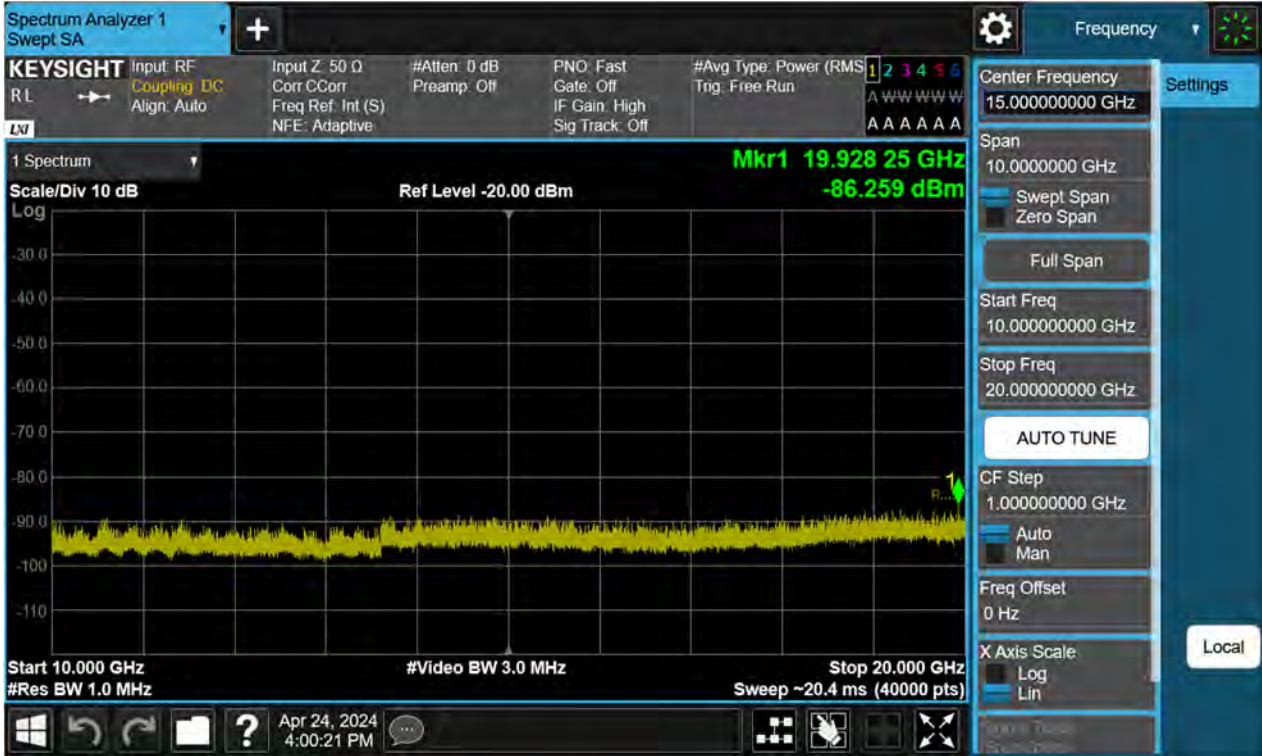 Spectrum Analyzer 1
Swept SA
+
Frequency
KEYSIGHT
R L
LXI
Input: RF
Coupling: DC
Align: Auto
Input Z: 50 Ω
Corr CCorr
Freq Ref: Int (S)
NFE: Adaptive
#Atten: 0 dB
Preamp: Off
PNO: Fast
Gate: Off
IF Gain: High
Sig Track: Off
#Avg Type: Power (RMS
Trig: Free Run
1 2 3 4 5 6
A W W W W W
A A A A A A
1 Spectrum
Scale/Div 10 dB
Ref Level -20.00 dBm
Mkr1 19.928 25 GHz
-86.259 dBm
Log
-30.0
-40.0
-50.0
-60.0
-70.0
-80.0
-90.0
-100
-110
1
Start 10.000 GHz
#Video BW 3.0 MHz
Stop 20.000 GHz
#Res BW 1.0 MHz
Sweep ~20.4 ms (40000 pts)
?
Apr 24, 2024
4:00:21 PM
Center Frequency
15.000000000 GHz
Span
10.0000000 GHz
Swept Span
Zero Span
Full Span
Start Freq
10.000000000 GHz
Stop Freq
20.000000000 GHz
AUTO TUNE
CF Step
1.000000000 GHz
Auto
Man
Freq Offset
0 Hz
X Axis Scale
Log
Lin
Settings
Local